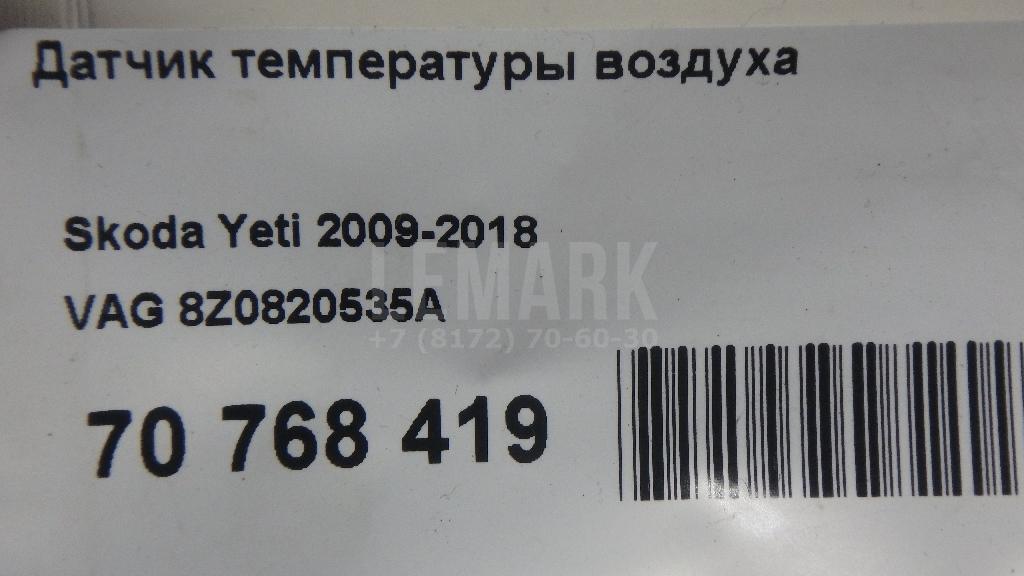 Датчик температуры воздуха
Skoda Yeti 2009-2018
LEMARK
VAG 8Z0820535A
+7 (8172) 70-60-30
70 768 419